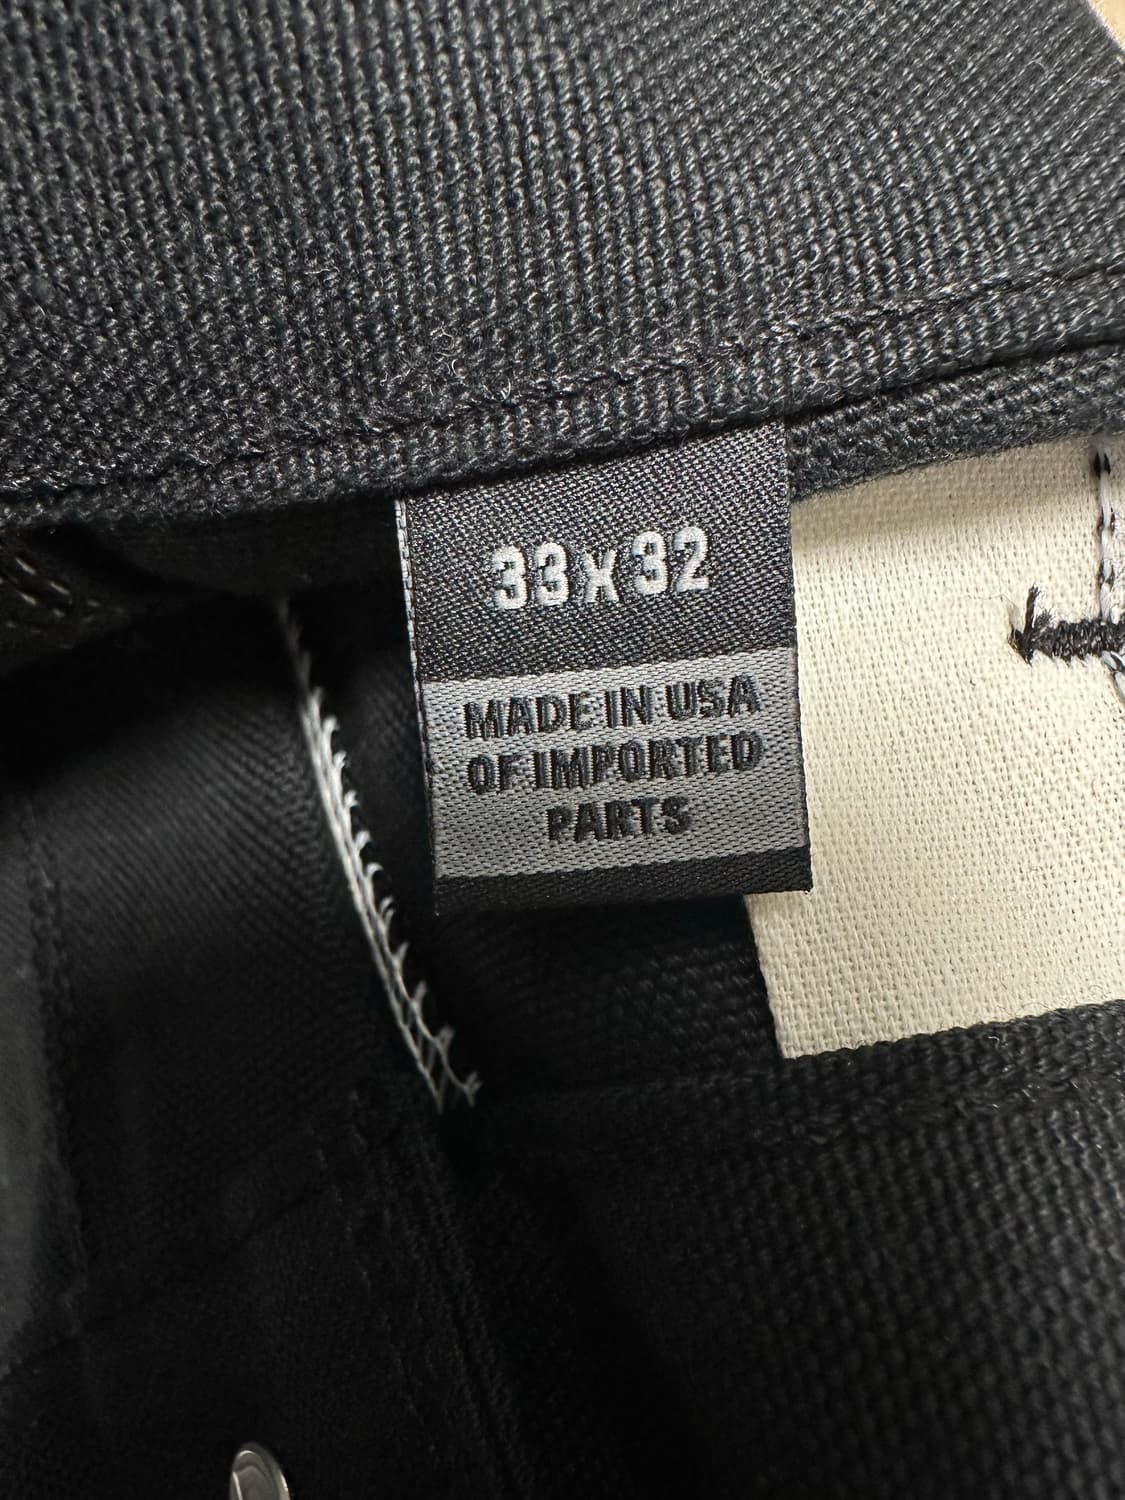 33 x 32
MADE IN USA
OF IMPORTED
PARTS